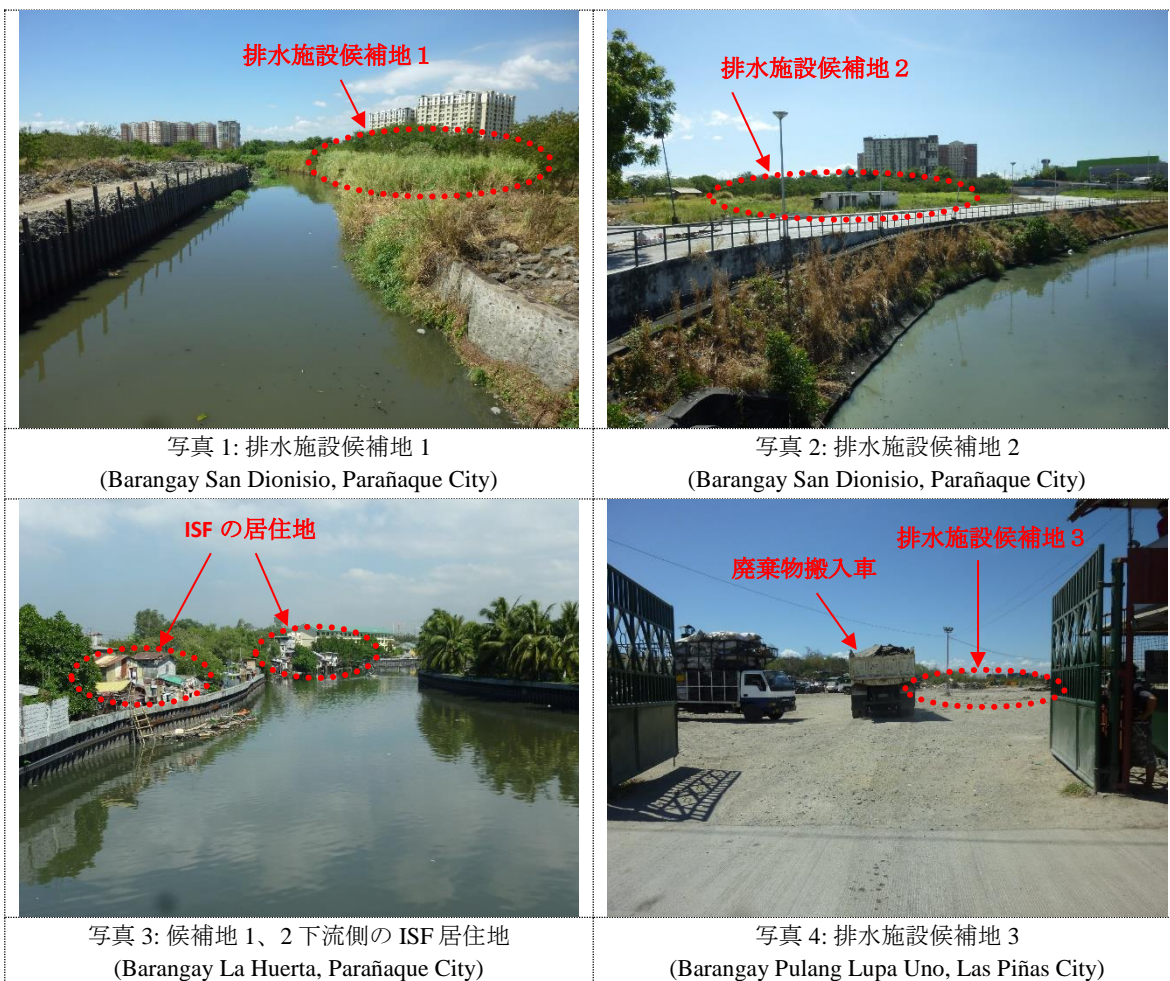 排水施設候補地１
排水施設候補地２
写真 1: 排水施設候補地 1
(Barangay San Dionisio, Parañaque City)
写真 2: 排水施設候補地 2
(Barangay San Dionisio, Parañaque City)
ISF の居住地
排水施設候補地３
廃棄物搬入車
写真 3: 候補地 1、2 下流側の ISF 居住地
(Barangay La Huerta, Parañaque City)
写真 4: 排水施設候補地 3
(Barangay Pulang Lupa Uno, Las Piñas City)